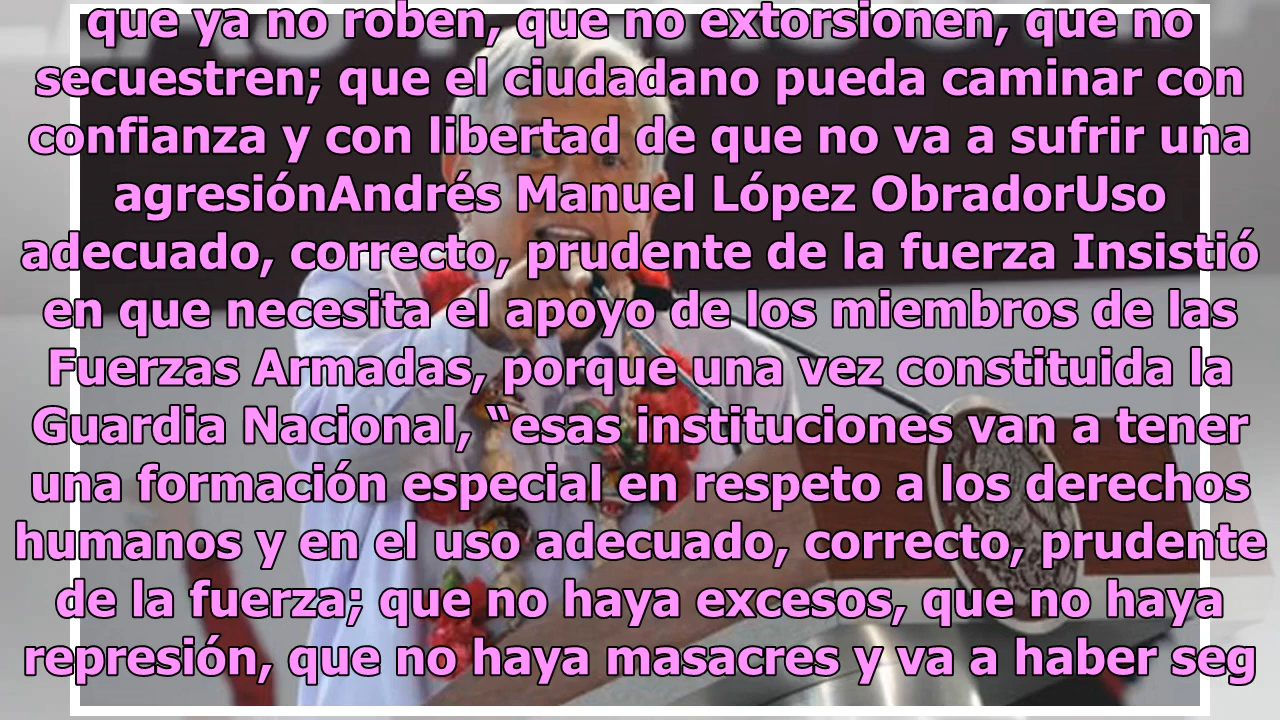 que ya no roben, que no extorsionen, que no
secuestren; que el ciudadano pueda caminar con
confianza y con libertad de que no va a sufrir una
agresiónAndrés Manuel López ObradorUso
adecuado, correcto, prudente de la fuerza Insistió
en que necesita el apoyo de los miembros de las
Fuerzas Armadas, porque una vez constituida la
Guardia Nacional, “esas instituciones van a tener
una formación especial en respeto a los derechos
humanos y en el uso adecuado, correcto, prudente
de la fuerza; que no haya excesos, que no haya
represión, que no haya masacres y va a haber seg